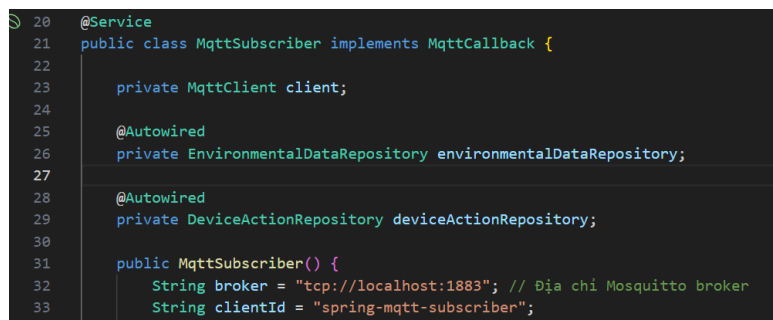 20 @Service
21 public class MqttSubscriber implements MqttCallback {
22
23 private MqttClient client;
24
25 @Autowired
26 private EnvironmentalDataRepository environmentalDataRepository;
27
28 @Autowired
29 private DeviceActionRepository deviceActionRepository;
30
31 public MqttSubscriber() {
32 String broker = "tcp://localhost:1883"; // Địa chỉ Mosquitto broker
33 String clientId = "spring-mqtt-subscriber";